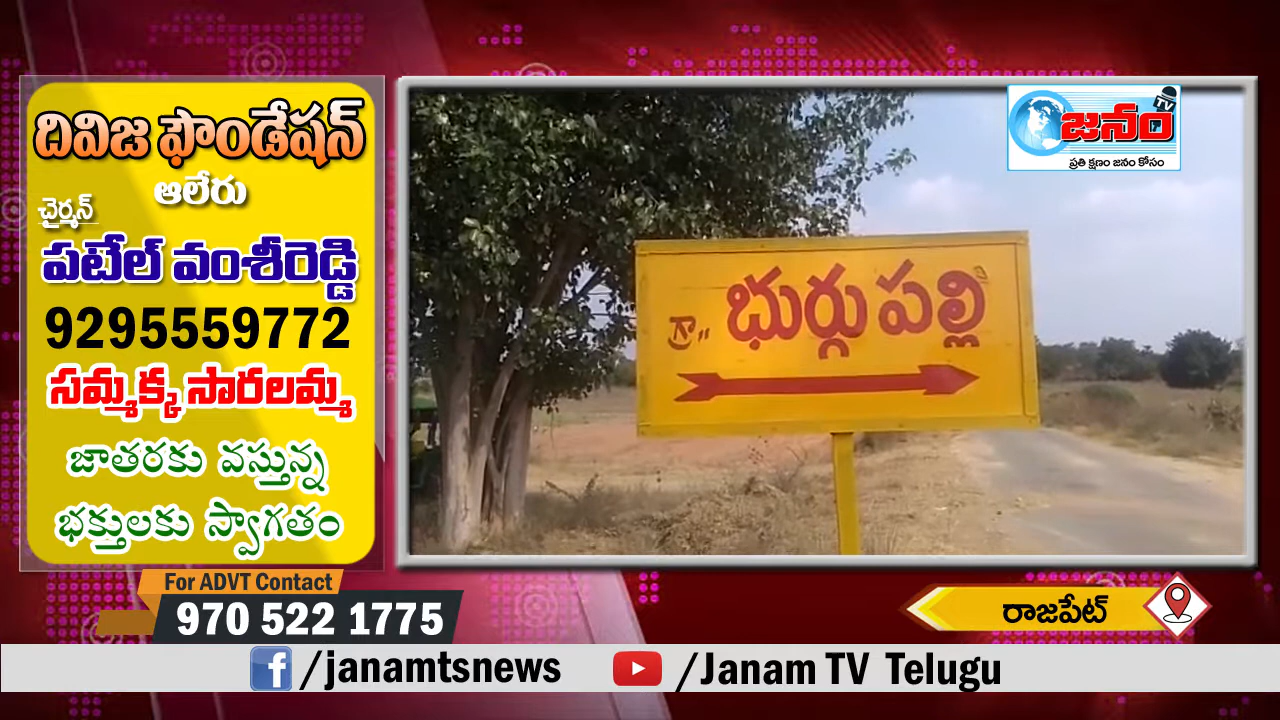 దివిజ ఫౌండేషన్
ఆలేరు
చైర్మన్
పటేల్ వంశీరెడ్డి
9295559772
సమ్మక్క సారలమ్మ
జాతరకు వస్తున్న
భక్తులకు స్వాగతం
For ADVT Contact
970 522 1775
జనం TV
ప్రతి క్షణం జనం కోసం
గ్రా,, భుర్గుపల్లి
రాజపేట్
/janamtsnews
/Janam TV Telugu